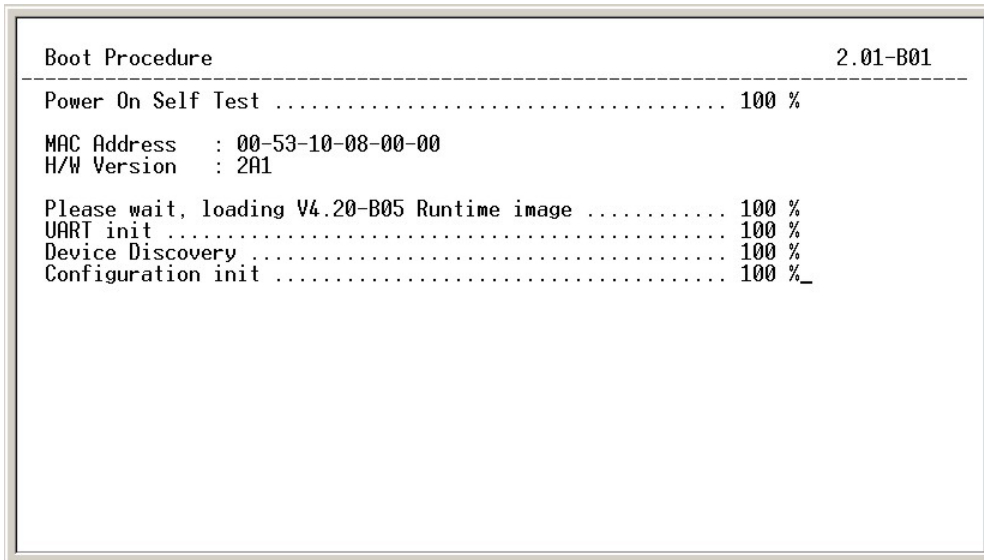 Boot Procedure 2.01-B01
--------------------------------------------------------------------------------
Power On Self Test ...................................... 100 %
MAC Address : 00-53-10-08-00-00
H/W Version : 2A1
Please wait, loading V4.20-B05 Runtime image ............ 100 %
UART init ............................................... 100 %
Device Discovery ........................................ 100 %
Configuration init ...................................... 100 %_